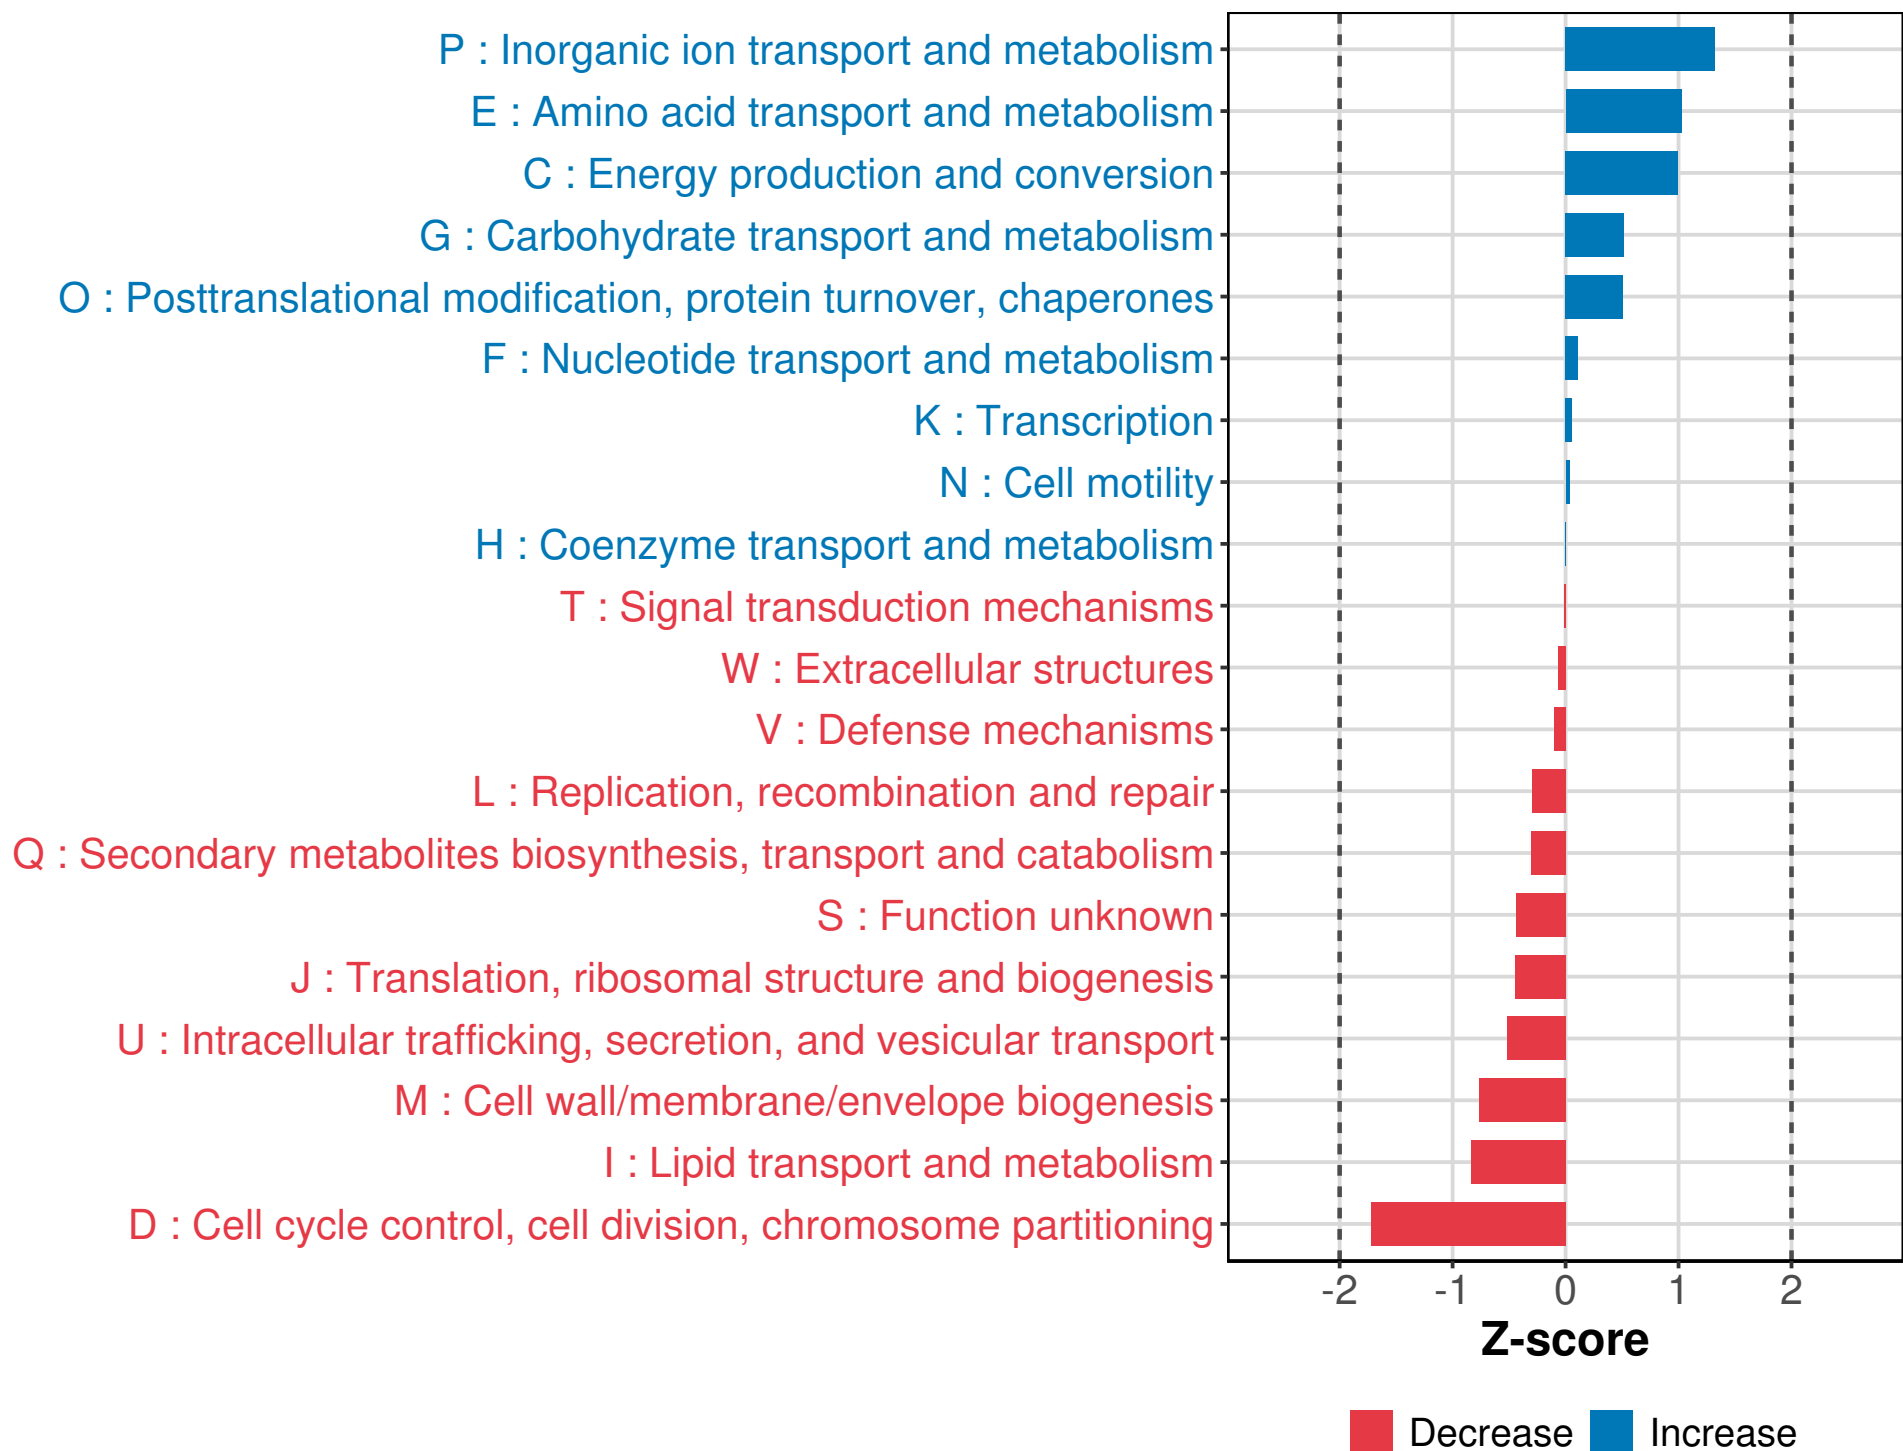 P : Inorganic ion transport and metabolism
E : Amino acid transport and metabolism
C : Energy production and conversion
G : Carbohydrate transport and metabolism
O : Posttranslational modification, protein turnover, chaperones
F : Nucleotide transport and metabolism
K : Transcription
N : Cell motility
H : Coenzyme transport and metabolism
T : Signal transduction mechanisms
W : Extracellular structures
V : Defense mechanisms
L : Replication, recombination and repair
Q : Secondary metabolites biosynthesis, transport and catabolism
S : Function unknown
J : Translation, ribosomal structure and biogenesis
U : Intracellular trafficking, secretion, and vesicular transport
M : Cell wall/membrane/envelope biogenesis
I : Lipid transport and metabolism
D : Cell cycle control, cell division, chromosome partitioning
-2 -1 0 1 2
Z-score
Decrease Increase